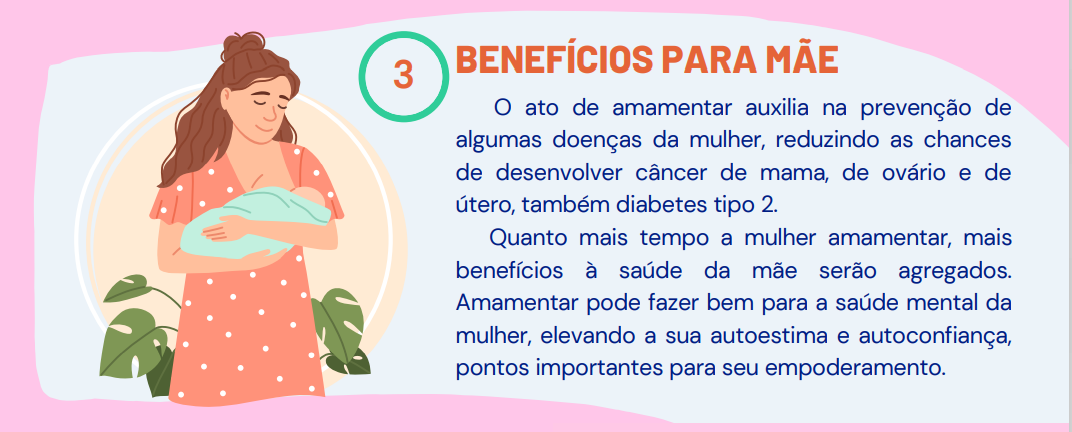 3
BENEFÍCIOS PARA MÃE
O ato de amamentar auxilia na prevenção de
algumas doenças da mulher, reduzindo as chances
de desenvolver câncer de mama, de ovário e de
útero, também diabetes tipo 2.
Quanto mais tempo a mulher amamentar, mais
benefícios à saúde da mãe serão agregados.
Amamentar pode fazer bem para a saúde mental da
mulher, elevando a sua autoestima e autoconfiança,
pontos importantes para seu empoderamento.